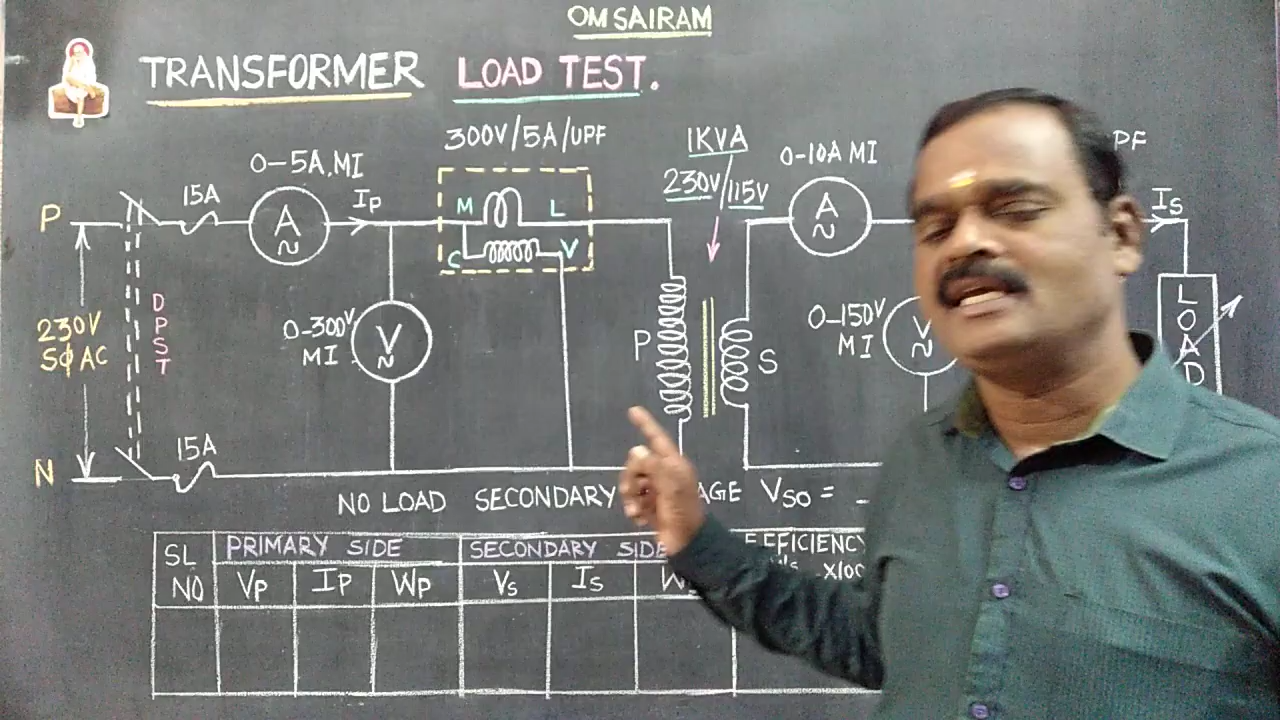 OM SAIRAM
TRANSFORMER LOAD TEST.
300V/5A/UPF
1KVA
230V/115V
0-5A.MI
0-10A MI
PF
15A
P
A
IP
M L
C V
A
IS
230V
Sϕ AC
DPST
0-300V
MI
V
P
S
0-150V
MI
V
LOAD
15A
N
NO LOAD SECONDARY AGE VSO = _
SL
NO
PRIMARY SIDE
SECONDARY SIDE
EFFICIENCY
VP IP WP VS IS
X100